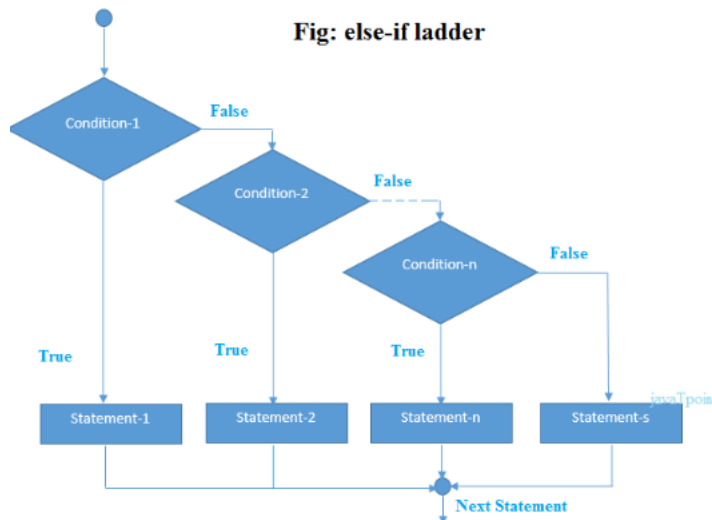 Fig: else-if ladder
Condition-1
False
Condition-2
False
Condition-n
False
True
True
True
Statement-1
Statement-2
Statement-n
Statement-s
javaTpoin
Next Statement